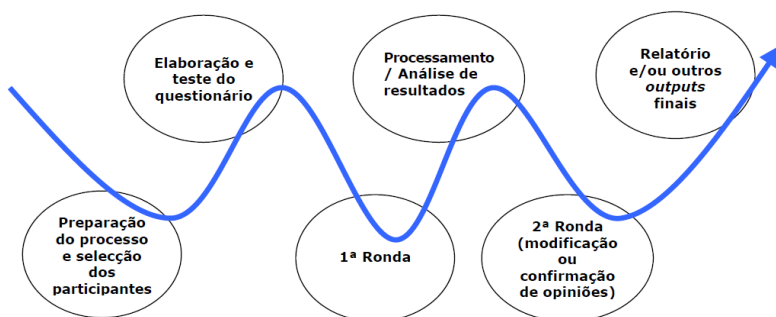 Preparação
do processo
e selecção
dos
participantes
Elaboração e
teste do
questionário
1ª Ronda
Processamento
/ Análise de
resultados
2ª Ronda
(modificação
ou
confirmação
de opiniões)
Relatório
e/ou outros
outputs
finais